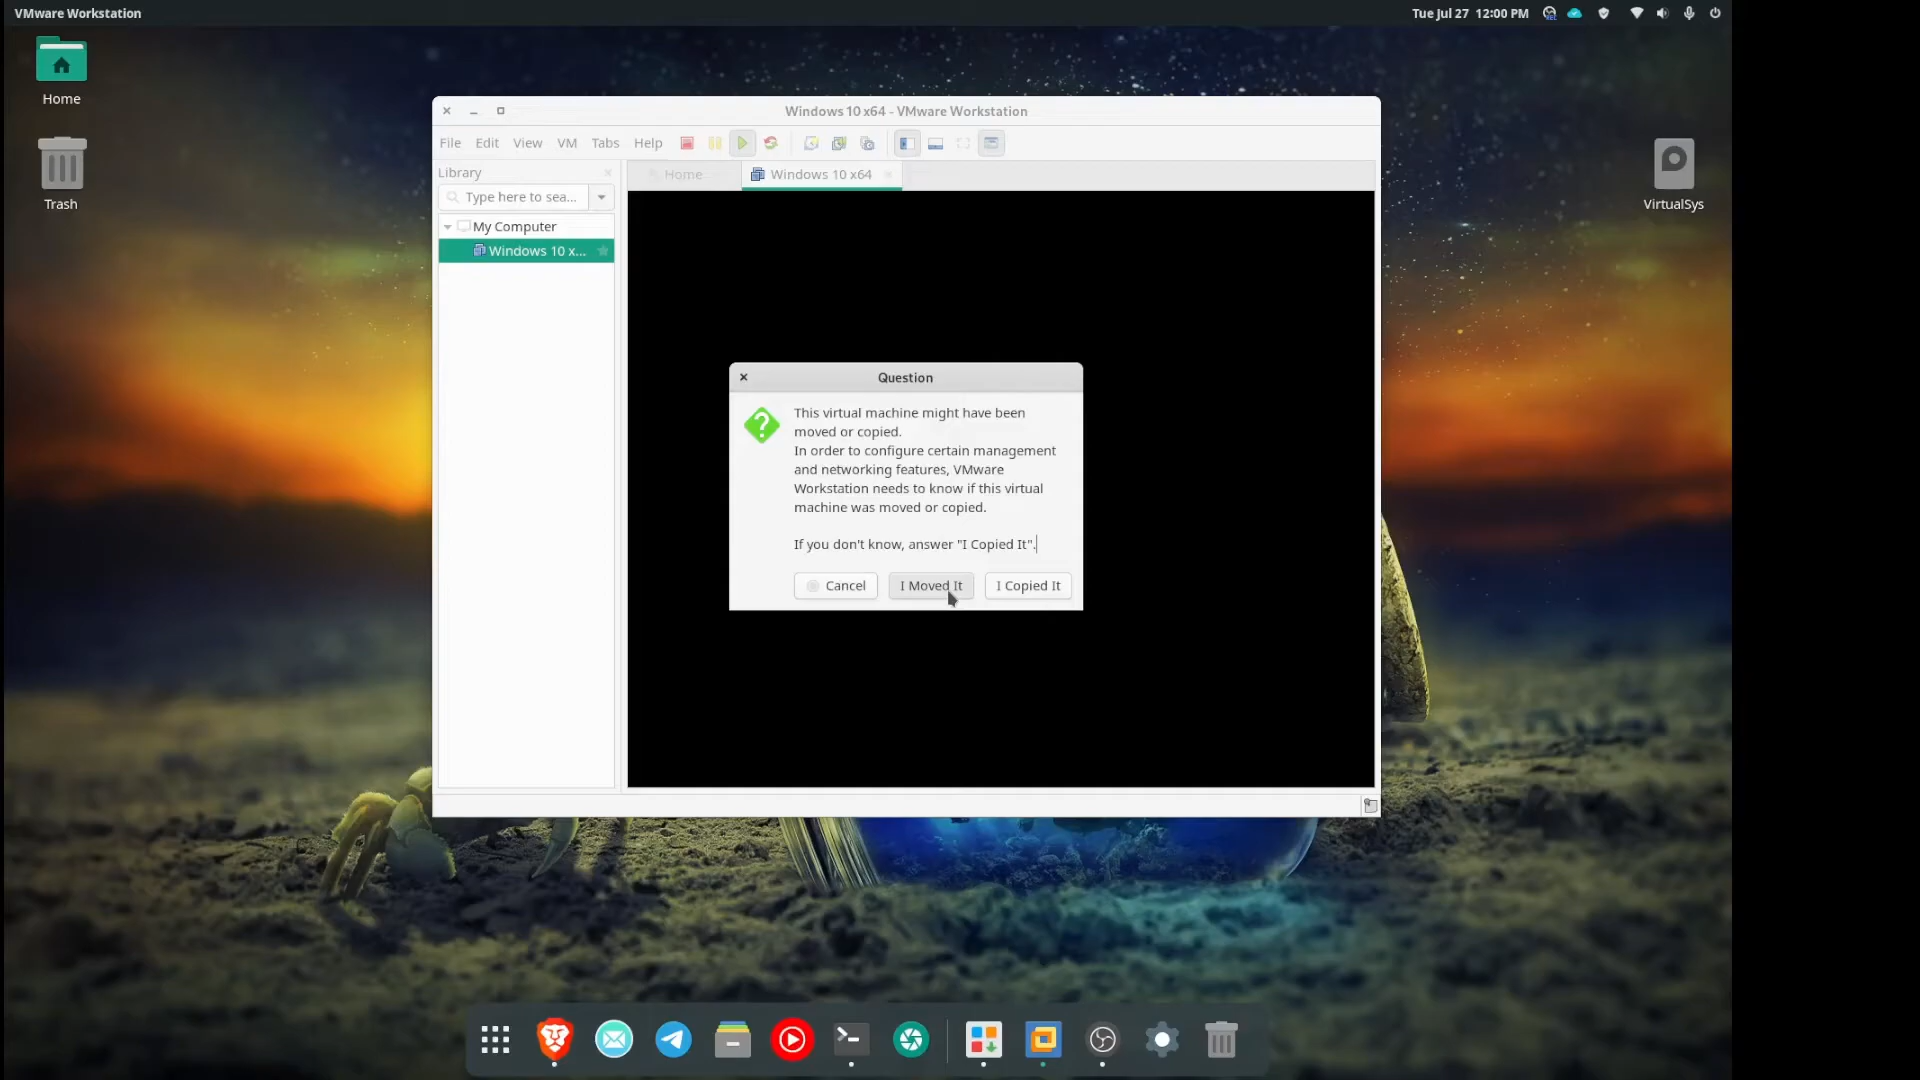 VMware Workstation
Tue Jul 27 12:00 PM
Home
Trash
VirtualSys
Windows 10 x64 - VMware Workstation
File Edit View VM Tabs Help
Library
Type here to sea...
My Computer
Windows 10 x...
Home
Windows 10 x64
Question
This virtual machine might have been
moved or copied.
In order to configure certain management
and networking features, VMware
Workstation needs to know if this virtual
machine was moved or copied.
If you don't know, answer "I Copied It".
Cancel
I Moved It
I Copied It